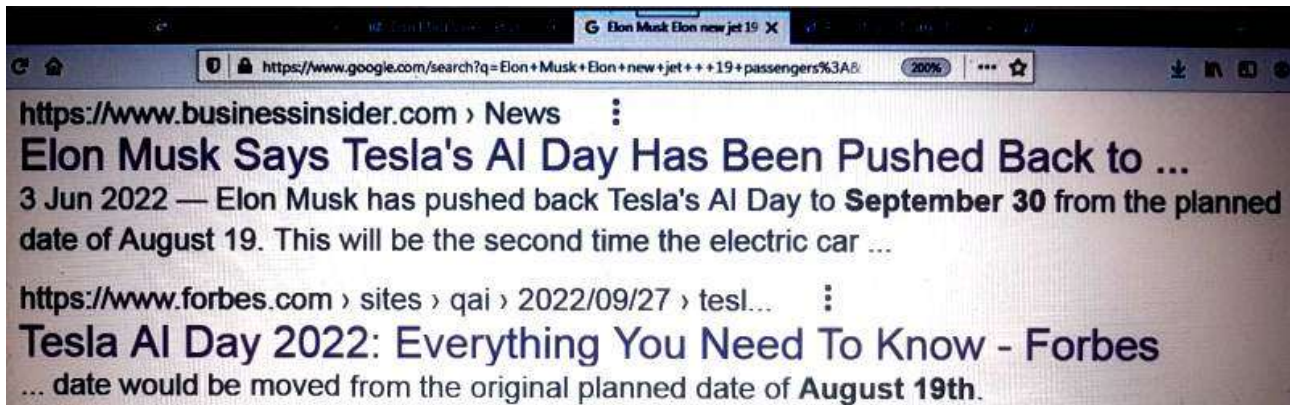 G Elon Musk Elon new jet 19 X
https://www.google.com/search?q=Elon+Musk+Elon+new+jet+++19+passengers%3A& 200%
https://www.businessinsider.com › News
Elon Musk Says Tesla's AI Day Has Been Pushed Back to ...
3 Jun 2022 — Elon Musk has pushed back Tesla's AI Day to September 30 from the planned
date of August 19. This will be the second time the electric car ...
https://www.forbes.com › sites › qai › 2022/09/27 › tesl...
Tesla AI Day 2022: Everything You Need To Know - Forbes
... date would be moved from the original planned date of August 19th.